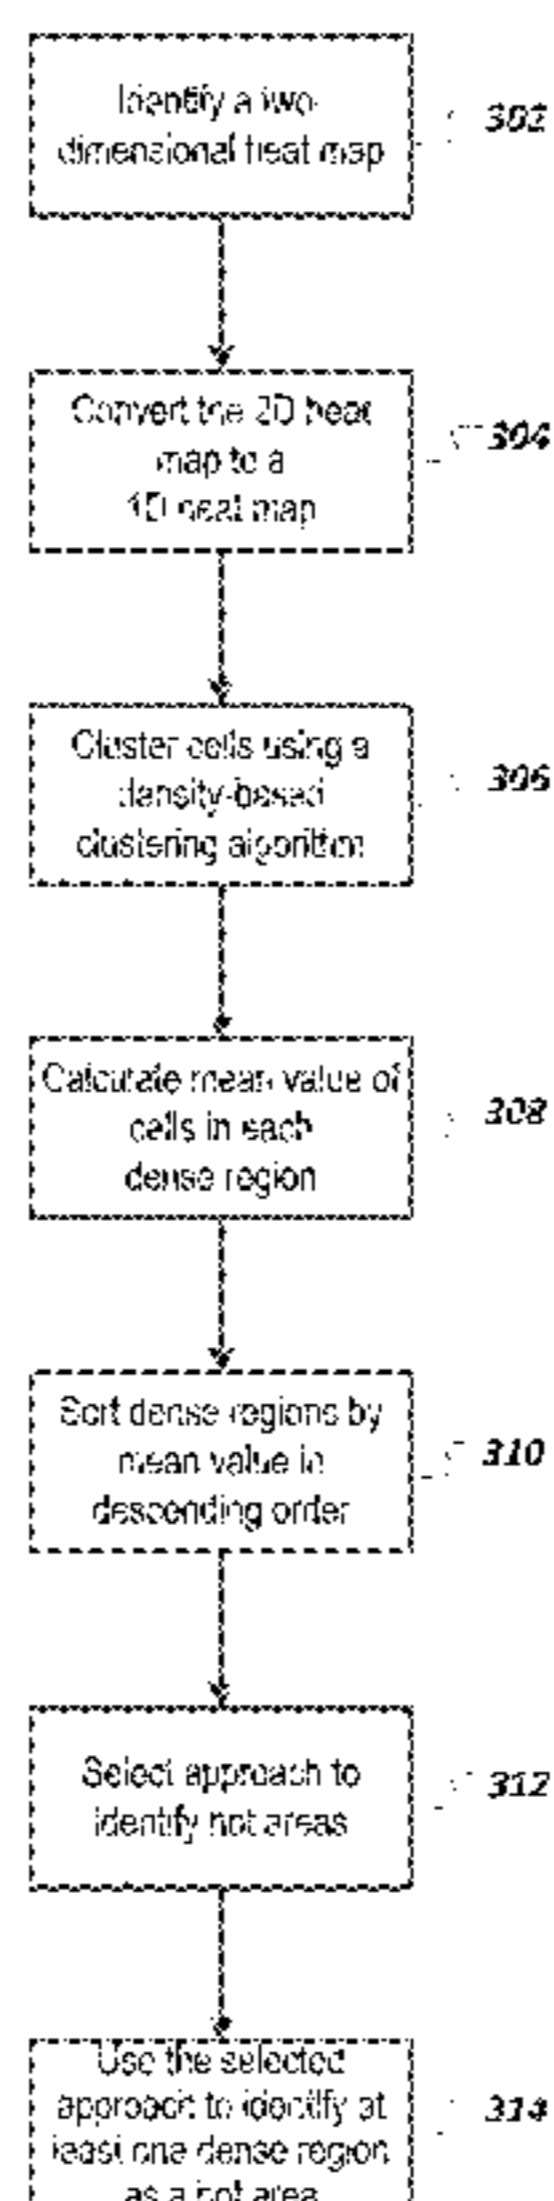 Identify a two-
dimensional heat map
302
Convert the 2D heat
map to a
1D heat map
304
Cluster cells using a
density-based
clustering algorithm
306
Calculate mean value of
cells in each
dense region
308
Sort dense regions by
mean value in
descending order
310
Select approach to
identify hot areas
312
Use the selected
approach to identify at
least one dense region
as a hot area
314